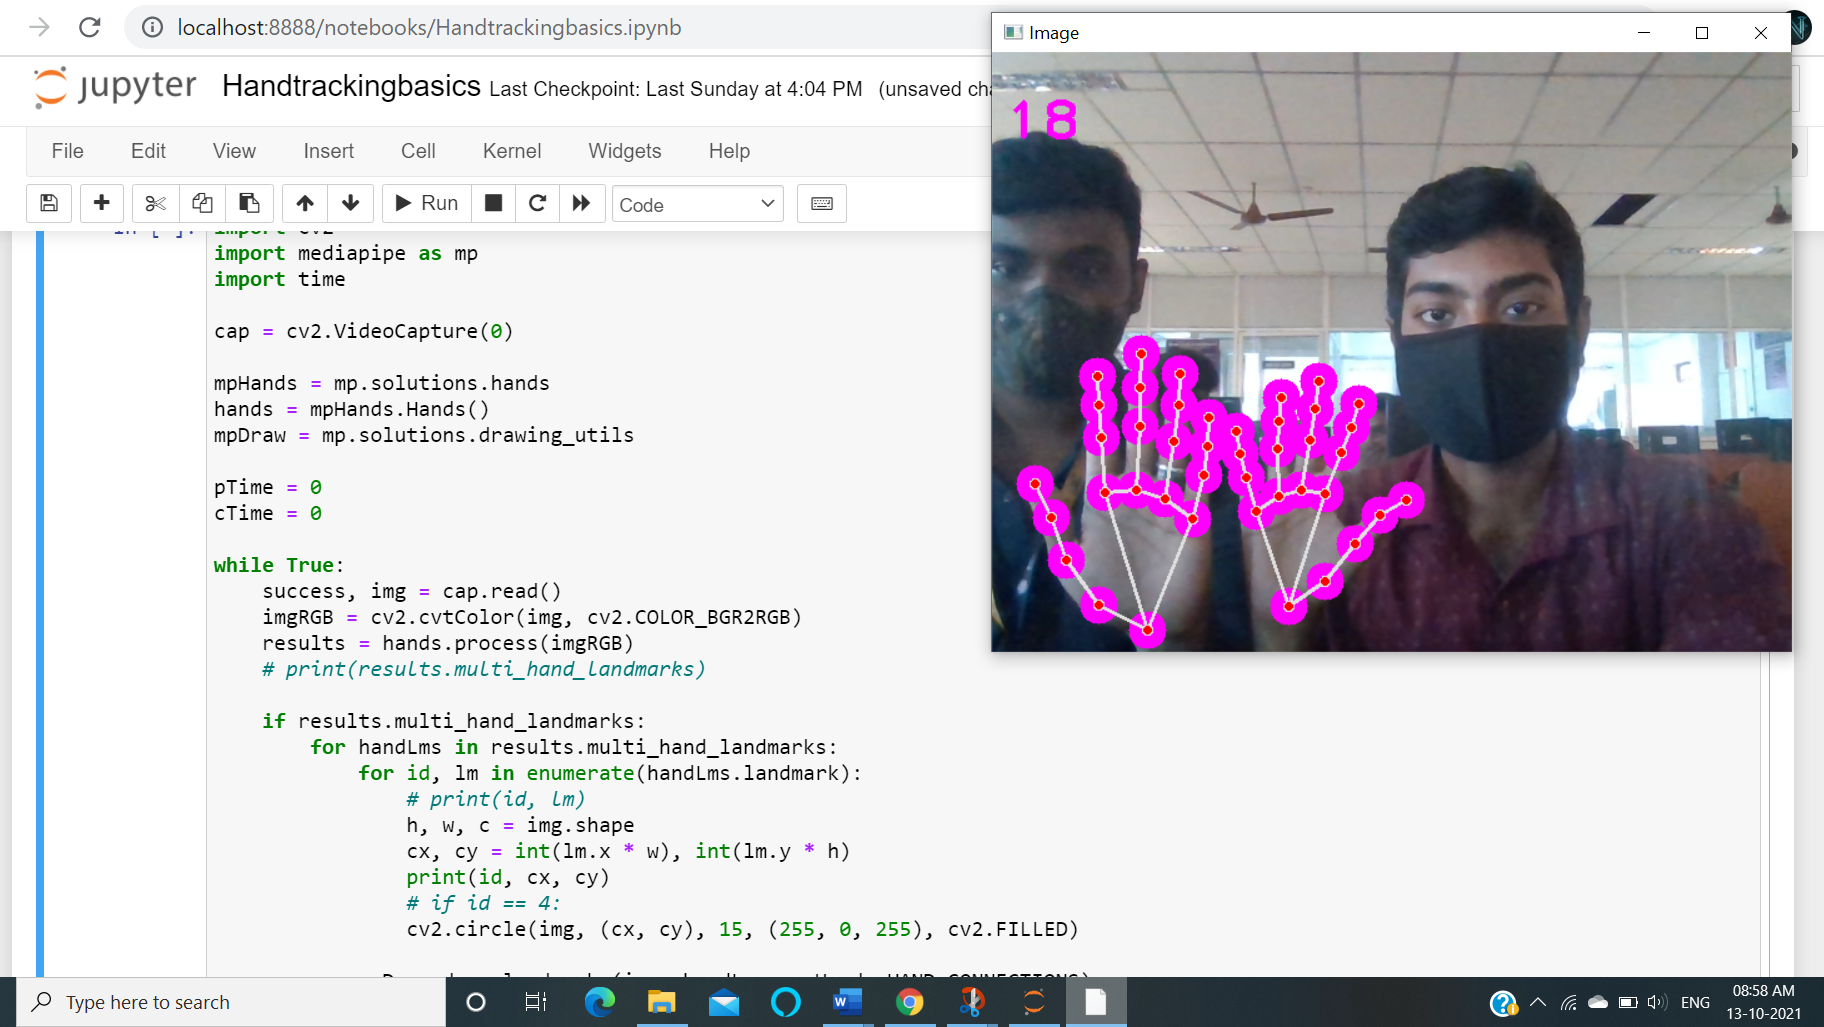 localhost:8888/notebooks/Handtrackingbasics.ipynb
Image
jupyter Handtrackingbasics Last Checkpoint: Last Sunday at 4:04 PM (unsaved cha
18
File Edit View Insert Cell Kernel Widgets Help
Run Code
In [ ]: import cv2
import mediapipe as mp
import time
cap = cv2.VideoCapture(0)
mpHands = mp.solutions.hands
hands = mpHands.Hands()
mpDraw = mp.solutions.drawing_utils
pTime = 0
cTime = 0
while True:
success, img = cap.read()
imgRGB = cv2.cvtColor(img, cv2.COLOR_BGR2RGB)
results = hands.process(imgRGB)
# print(results.multi_hand_landmarks)
if results.multi_hand_landmarks:
for handLms in results.multi_hand_landmarks:
for id, lm in enumerate(handLms.landmark):
# print(id, lm)
h, w, c = img.shape
cx, cy = int(lm.x * w), int(lm.y * h)
print(id, cx, cy)
# if id == 4:
cv2.circle(img, (cx, cy), 15, (255, 0, 255), cv2.FILLED)
Type here to search
ENG
08:58 AM
13-10-2021